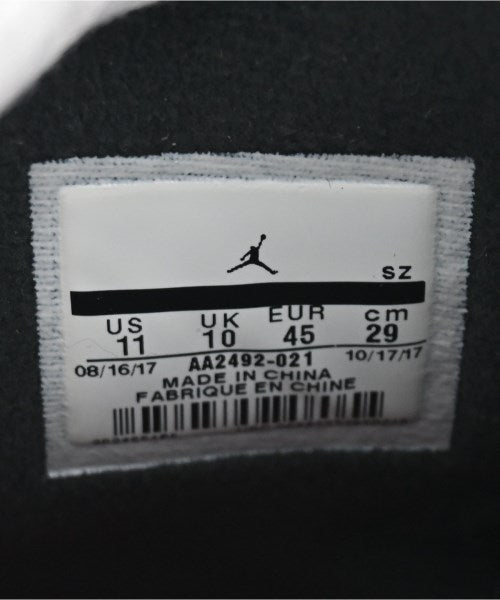 SZ
US UK EUR cm
11 10 45 29
08/16/17 AA2492-021 10/17/17
MADE IN CHINA
FABRIQUE EN CHINE